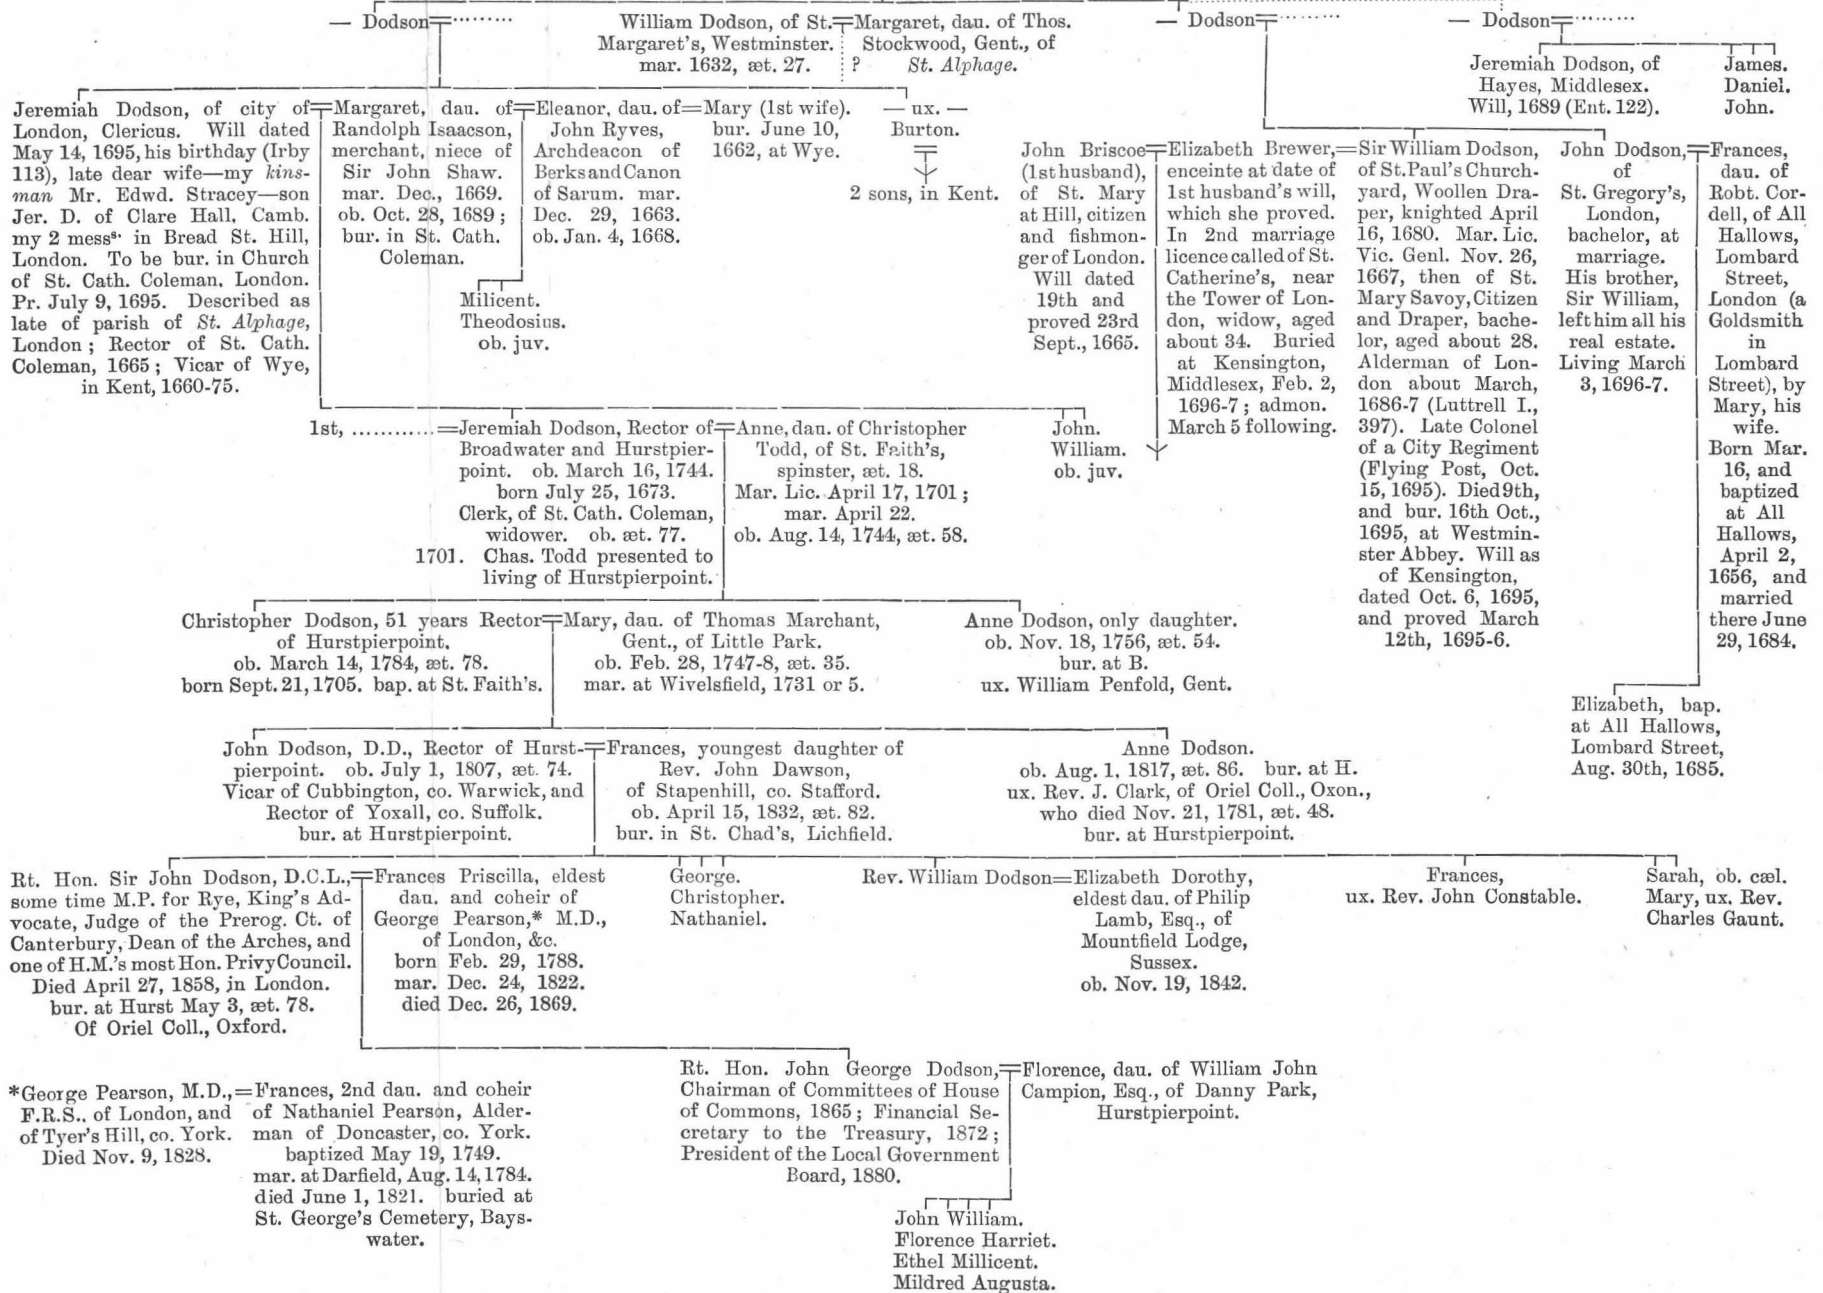 — Dodson╤·········
William Dodson, of St.╤Margaret, dau. of Thos.
Margaret's, Westminster. Stockwood, Gent., of
mar. 1632, æt. 27. ? St. Alphage.
— Dodson╤·········
— Dodson╤·········
Jeremiah Dodson, of
Hayes, Middlesex.
Will, 1689 (Ent. 122).
James.
Daniel.
John.
Jeremiah Dodson, of city of╤
London, Clericus. Will dated
May 14, 1695, his birthday (Irby
113), late dear wife—my kins-
man Mr. Edwd. Stracey—son
Jer. D. of Clare Hall, Camb.
my 2 messs. in Bread St. Hill,
London. To be bur. in Church
of St. Cath. Coleman, London.
Pr. July 9, 1695. Described as
late of parish of St. Alphage,
London; Rector of St. Cath.
Coleman, 1665; Vicar of Wye,
in Kent, 1660-75.
Margaret, dau. of╤
Randolph Isaacson,
merchant, niece of
Sir John Shaw.
mar. Dec., 1669.
ob. Oct. 28, 1689;
bur. in St. Cath.
Coleman.
Eleanor, dau. of=
John Ryves,
Archdeacon of
Berks and Canon
of Sarum. mar.
Dec. 29, 1663.
ob. Jan. 4, 1668.
Mary (1st wife).
bur. June 10,
1662, at Wye.
— ux. —
Burton.
2 sons, in Kent.
Milicent.
Theodosius.
ob. juv.
John Briscoe╤
(1st husband),
of St. Mary
at Hill, citizen
and fishmon-
ger of London.
Will dated
19th and
proved 23rd
Sept., 1665.
Elizabeth Brewer,=
enceinte at date of
1st husband's will,
which she proved.
In 2nd marriage
licence called of St.
Catherine's, near
the Tower of Lon-
don, widow, aged
about 34. Buried
at Kensington,
Middlesex, Feb. 2,
1696-7; admon.
March 5 following.
Sir William Dodson,
of St. Paul's Church-
yard, Woollen Dra-
per, knighted April
16, 1680. Mar. Lic.
Vic. Genl. Nov. 26,
1667, then of St.
Mary Savoy, Citizen
and Draper, bache-
lor, aged about 28.
Alderman of Lon-
don about March,
1686-7 (Luttrell I.,
397). Late Colonel
of a City Regiment
(Flying Post, Oct.
15, 1695). Died 9th,
and bur. 16th Oct.,
1695, at Westmin-
ster Abbey. Will as
of Kensington,
dated Oct. 6, 1695,
and proved March
12th, 1695-6.
John Dodson,╤
of
St. Gregory's,
London,
bachelor, at
marriage.
His brother,
Sir William,
left him all his
real estate.
Living March
3, 1696-7.
Frances,
dau. of
Robt. Cor-
dell, of All
Hallows,
Lombard
Street,
London (a
Goldsmith
in
Lombard
Street), by
Mary, his
wife.
Born Mar.
16, and
baptized
at All
Hallows,
April 2,
1656, and
married
there June
29, 1684.
1st, ............=Jeremiah Dodson, Rector of╤
Broadwater and Hurstpier-
point. ob. March 16, 1744.
born July 25, 1673.
Clerk, of St. Cath. Coleman,
widower. ob. æt. 77.
1701. Chas. Todd presented to
living of Hurstpierpoint.
Anne, dau. of Christopher
Todd, of St. Faith's,
spinster, æt. 18.
Mar. Lic. April 17, 1701;
mar. April 22.
ob. Aug. 14, 1744, æt. 58.
John.
William.
ob. juv.
Christopher Dodson, 51 years Rector╤
of Hurstpierpoint.
ob. March 14, 1784, æt. 78.
born Sept. 21, 1705. bap. at St. Faith's.
Mary, dau. of Thomas Marchant,
Gent., of Little Park.
ob. Feb. 28, 1747-8, æt. 35.
mar. at Wivelsfield, 1731 or 5.
Anne Dodson, only daughter.
ob. Nov. 18, 1756, æt. 54.
bur. at B.
ux. William Penfold, Gent.
Elizabeth, bap.
at All Hallows,
Lombard Street,
Aug. 30th, 1685.
John Dodson, D.D., Rector of Hurst-╤
pierpoint. ob. July 1, 1807, æt. 74.
Vicar of Cubbington, co. Warwick, and
Rector of Yoxall, co. Suffolk.
bur. at Hurstpierpoint.
Frances, youngest daughter of
Rev. John Dawson,
of Stapenhill, co. Stafford.
ob. April 15, 1832, æt. 82.
bur. in St. Chad's, Lichfield.
Anne Dodson.
ob. Aug. 1, 1817, æt. 86. bur. at H.
ux. Rev. J. Clark, of Oriel Coll., Oxon.,
who died Nov. 21, 1781, æt. 48.
bur. at Hurstpierpoint.
Rt. Hon. Sir John Dodson, D.C.L.,╤
some time M.P. for Rye, King's Ad-
vocate, Judge of the Prerog. Ct. of
Canterbury, Dean of the Arches, and
one of H.M.'s most Hon. Privy Council.
Died April 27, 1858, in London.
bur. at Hurst May 3, æt. 78.
Of Oriel Coll., Oxford.
Frances Priscilla, eldest
dau. and coheir of
George Pearson,* M.D.,
of London, &c.
born Feb. 29, 1788.
mar. Dec. 24, 1822.
died Dec. 26, 1869.
George.
Christopher.
Nathaniel.
Rev. William Dodson=Elizabeth Dorothy,
eldest dau. of Philip
Lamb, Esq., of
Mountfield Lodge,
Sussex.
ob. Nov. 19, 1842.
Frances,
ux. Rev. John Constable.
Sarah, ob. cæl.
Mary, ux. Rev.
Charles Gaunt.
Rt. Hon. John George Dodson,╤
Chairman of Committees of House
of Commons, 1865; Financial Se-
cretary to the Treasury, 1872;
President of the Local Government
Board, 1880.
Florence, dau. of William John
Campion, Esq., of Danny Park,
Hurstpierpoint.
*George Pearson, M.D.,=
F.R.S., of London, and
of Tyer's Hill, co. York.
Died Nov. 9, 1828.
Frances, 2nd dau. and coheir
of Nathaniel Pearson, Alder-
man of Doncaster, co. York.
baptized May 19, 1749.
mar. at Darfield, Aug. 14, 1784.
died June 1, 1821. buried at
St. George's Cemetery, Bays-
water.
John William.
Florence Harriet.
Ethel Millicent.
Mildred Augusta.